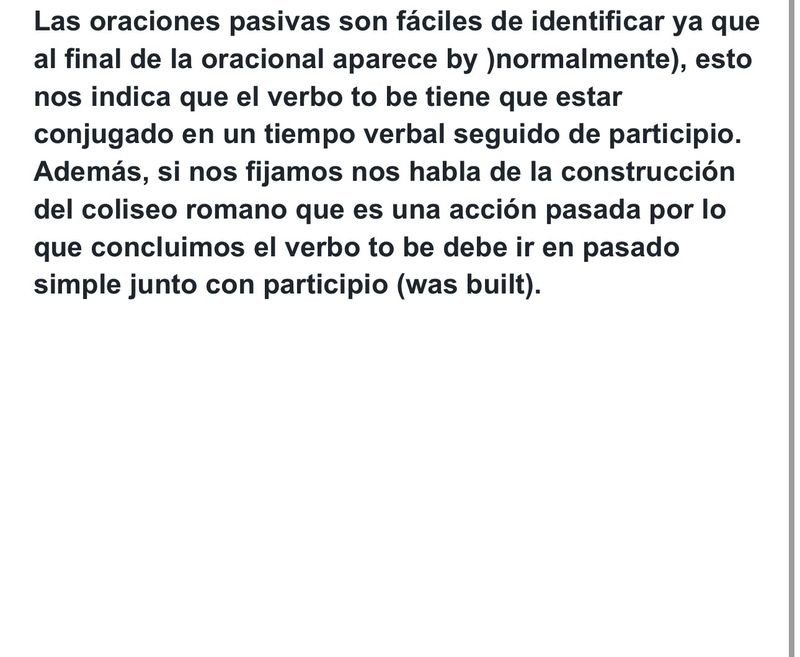 Las oraciones pasivas son fáciles de identificar ya que
al final de la oracional aparece by )normalmente), esto
nos indica que el verbo to be tiene que estar
conjugado en un tiempo verbal seguido de participio.
Además, si nos fijamos nos habla de la construcción
del coliseo romano que es una acción pasada por lo
que concluimos el verbo to be debe ir en pasado
simple junto con participio (was built).